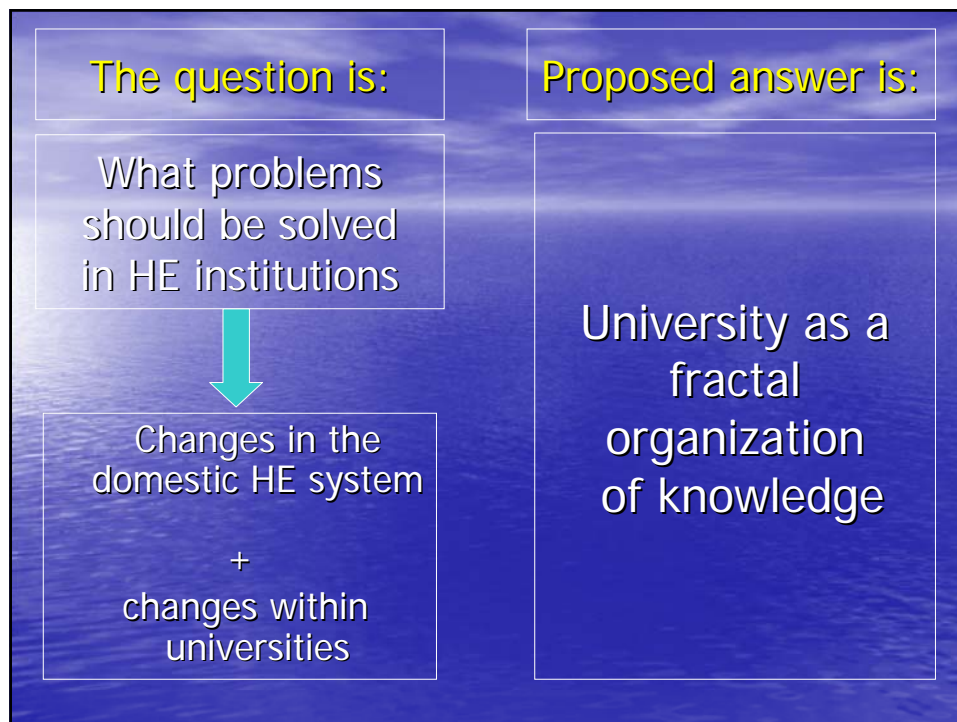 The question is:
What problems
should be solved
in HE institutions
Changes in the
domestic HE system
+
changes within
universities
Proposed answer is:
University as a
fractal
organization
of knowledge